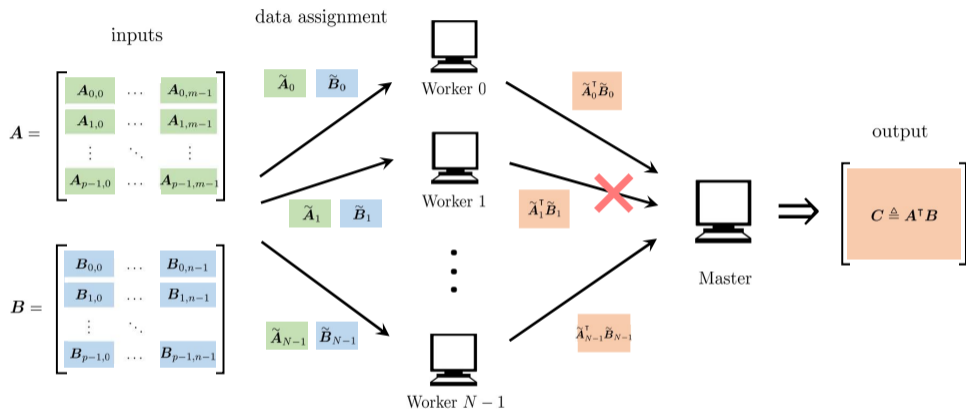 inputs
data assignment
A =
A_{0,0} … A_{0,m−1}
A_{1,0} … A_{1,m−1}
⋮ ⋱ ⋮
A_{p−1,0} … A_{p−1,m−1}
B =
B_{0,0} … B_{0,n−1}
B_{1,0} … B_{1,n−1}
⋮ ⋱
B_{p−1,0} … B_{p−1,n−1}
Ã_0 B̃_0
Ã_1 B̃_1
Ã_{N−1} B̃_{N−1}
Worker 0
Worker 1
⋮
Worker N − 1
Ã_0^⊺ B̃_0
Ã_1^⊺ B̃_1
Ã_{N−1}^⊺ B̃_{N−1}
Master
⇒
output
C ≜ A^⊺ B